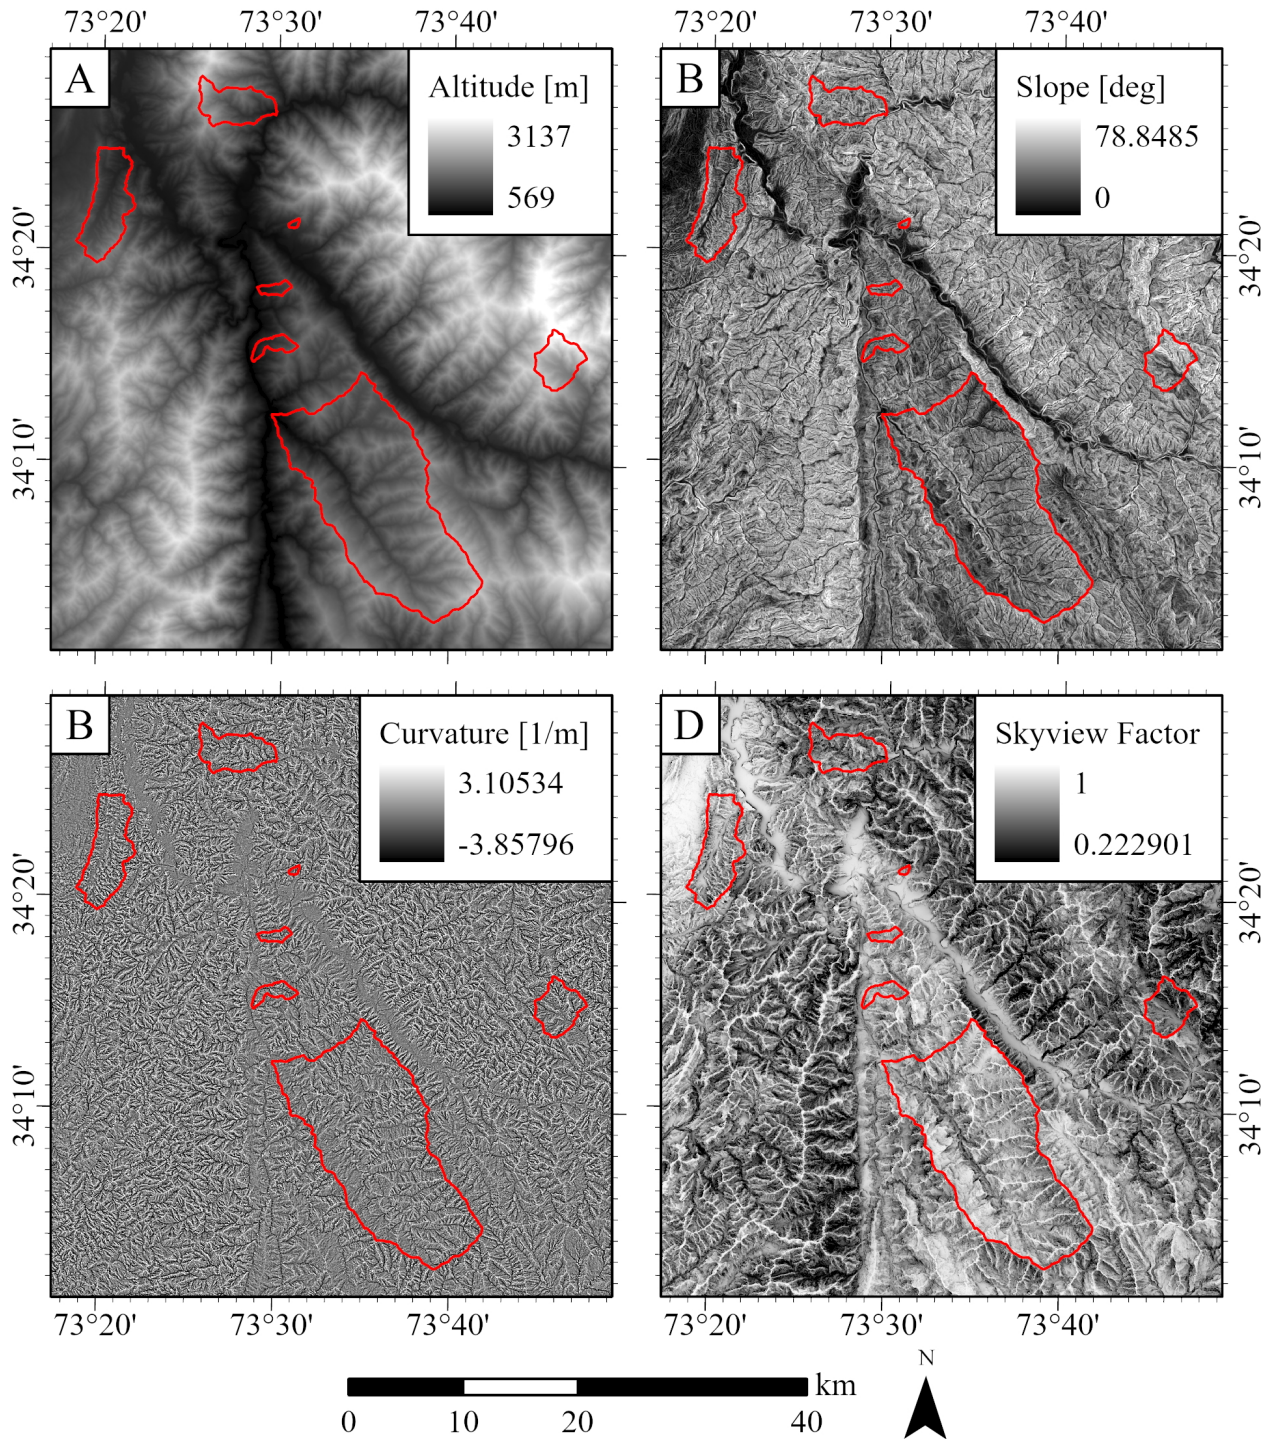 73°20' 73°30' 73°40' 73°20' 73°30' 73°40'
A
Altitude [m]
3137
569
B
Slope [deg]
78.8485
0
34°20' 34°20'
34°10' 34°10'
B
Curvature [1/m]
3.10534
-3.85796
D
Skyview Factor
1
0.222901
34°20' 34°20'
34°10' 34°10'
73°20' 73°30' 73°40' 73°20' 73°30' 73°40'
N
km
0 10 20 40